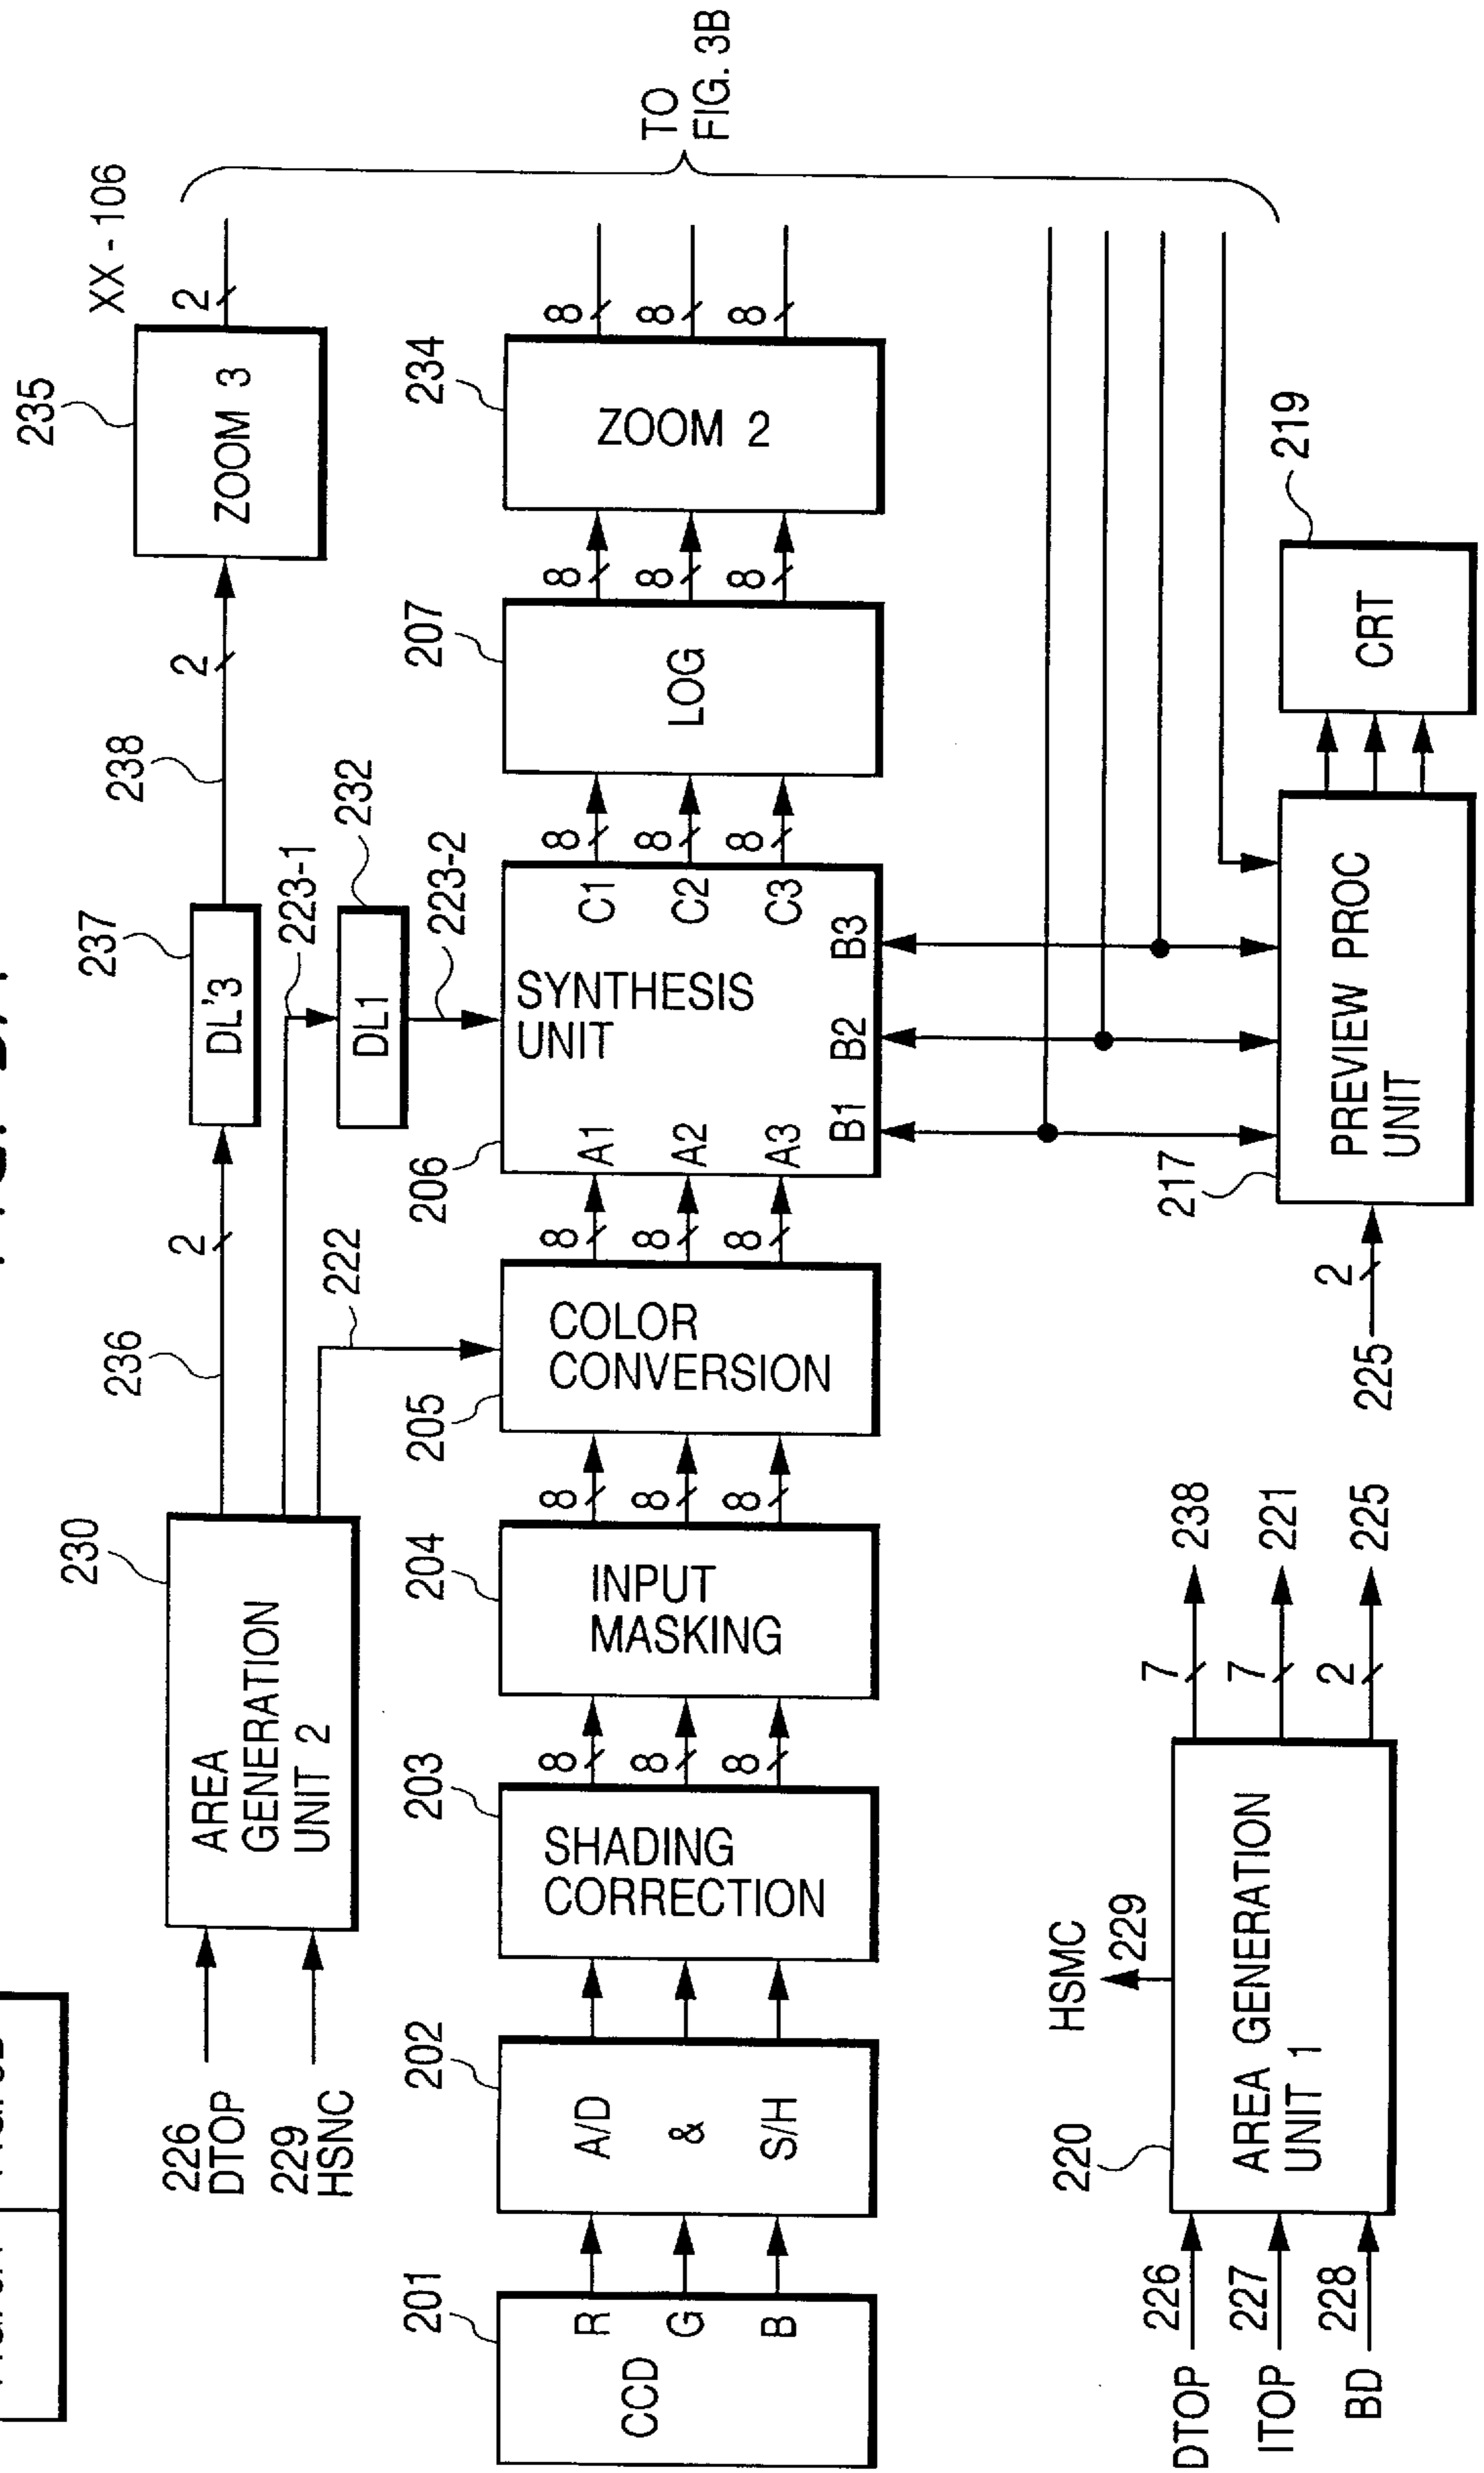 235
XX - 106
ZOOM 3
2
2
238
237
DL'3
223-1
232
DL1
223-2
2
236
222
230
AREA
GENERATION
UNIT 2
226
DTOP
229
HSNC
TO
FIG. 3B
201
CCD
R
G
B
202
A/D
&
S/H
203
SHADING
CORRECTION
8
8
8
204
INPUT
MASKING
8
8
8
205
COLOR
CONVERSION
8
8
8
206
SYNTHESIS
UNIT
A1
A2
A3
B1
B2
B3
C1
C2
C3
8
8
8
207
LOG
8
8
8
234
ZOOM 2
8
8
8
HSMC
229
220
AREA GENERATION
UNIT 1
DTOP
226
ITOP
227
BD
228
7
238
7
221
2
225
225
2
217
PREVIEW PROC
UNIT
CRT
219